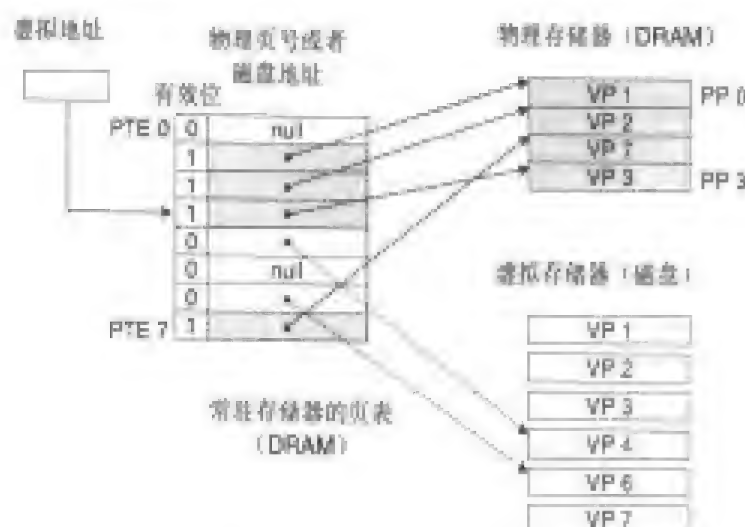 虚拟地址
物理页号或者
磁盘地址
有效位
PTE 0 0 null
1
1
1
0
0 null
0
PTE 7 1
常驻存储器的页表
(DRAM)
物理存储器(DRAM)
VP 1 PP 0
VP 2
VP 7
VP 3 PP 3
虚拟存储器(磁盘)
VP 1
VP 2
VP 3
VP 4
VP 6
VP 7